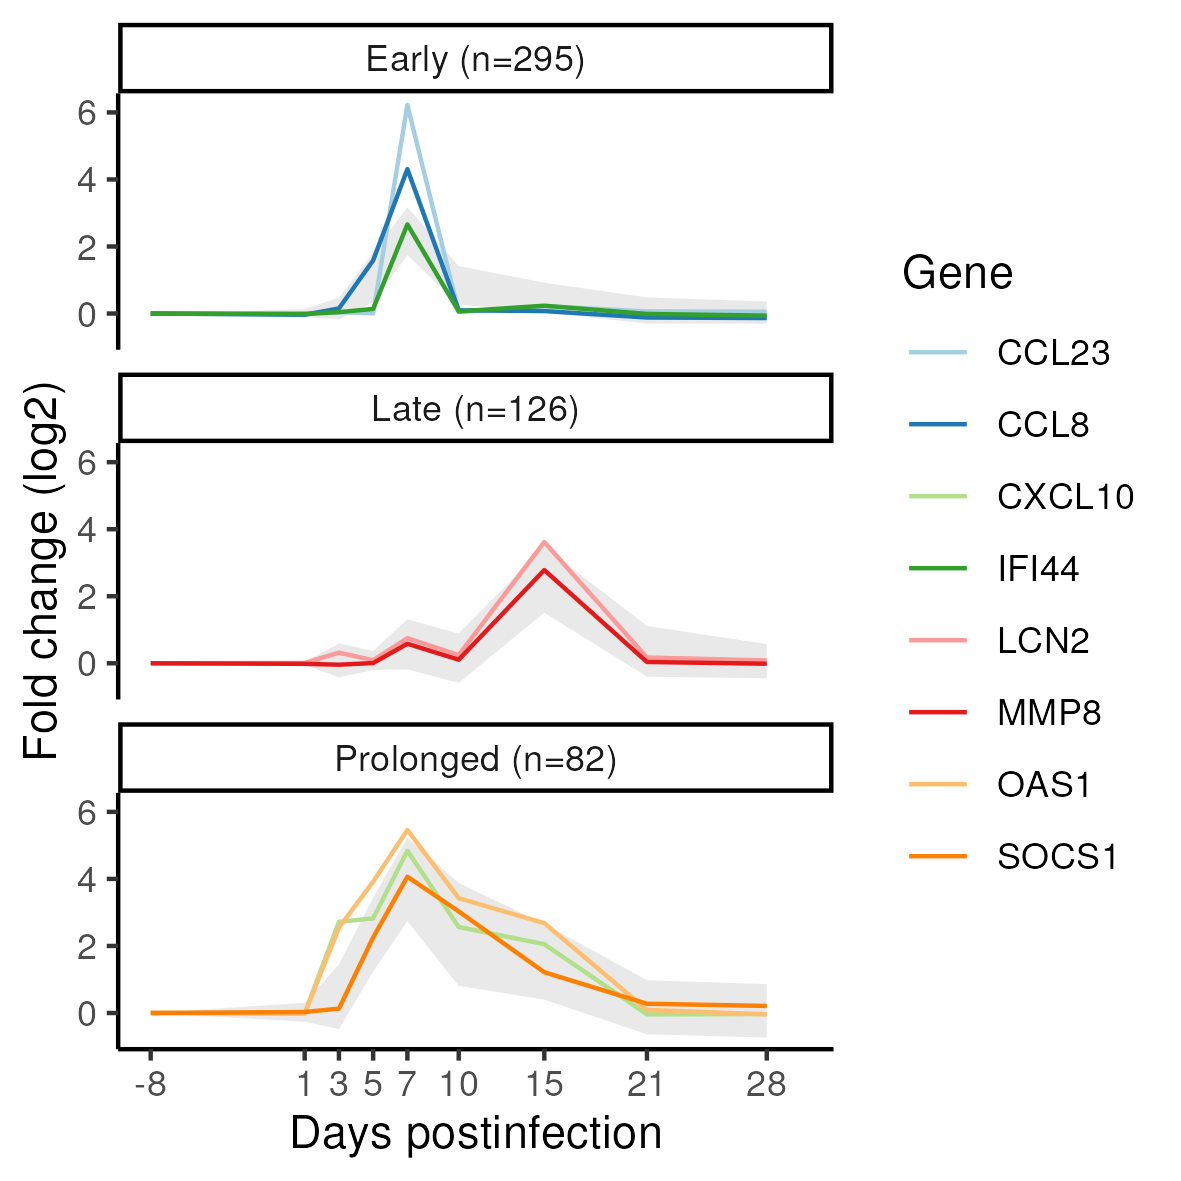 Early (n=295)
6
4
2
0
Late (n=126)
6
4
2
0
Prolonged (n=82)
6
4
2
0
-8 1 3 5 7 10 15 21 28
Days postinfection
Fold change (log2)
Gene
CCL23
CCL8
CXCL10
IFI44
LCN2
MMP8
OAS1
SOCS1